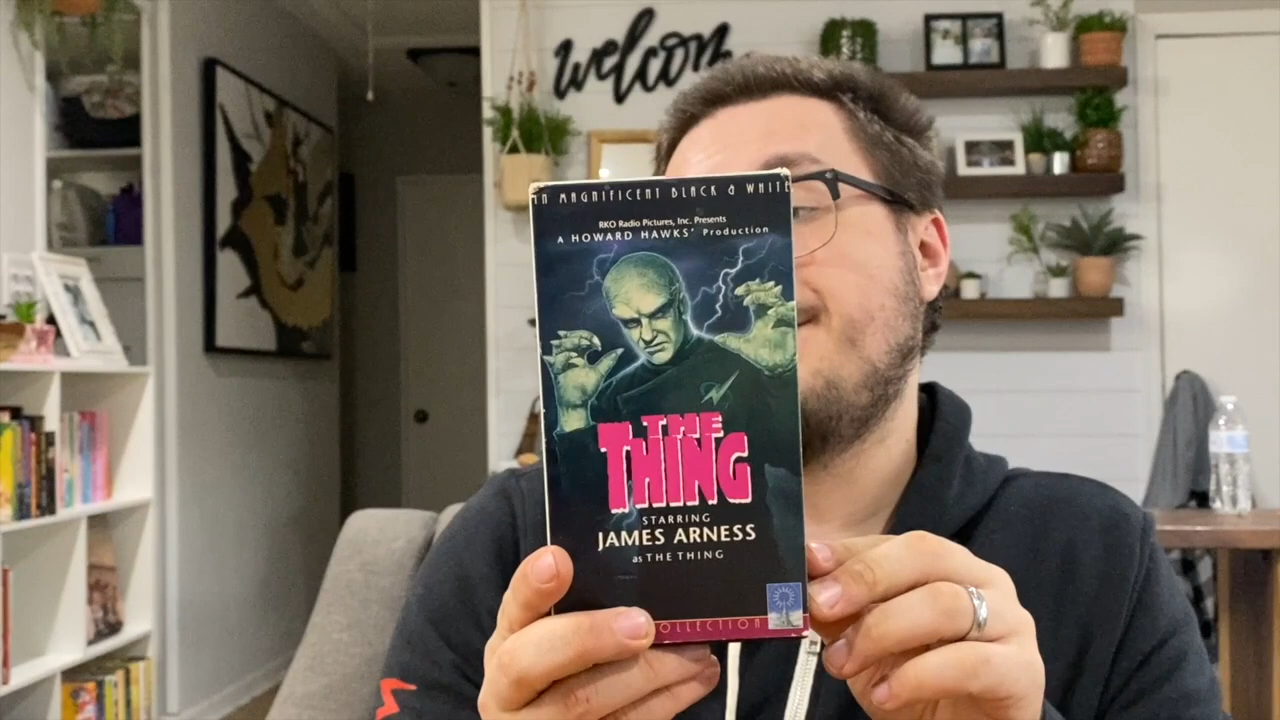 welcom
IN MAGNIFICENT BLACK & WHITE
RKO Radio Pictures, Inc. Presents
A HOWARD HAWKS' Production
THE
THING
STARRING
JAMES ARNESS
as THE THING
OLLECTION